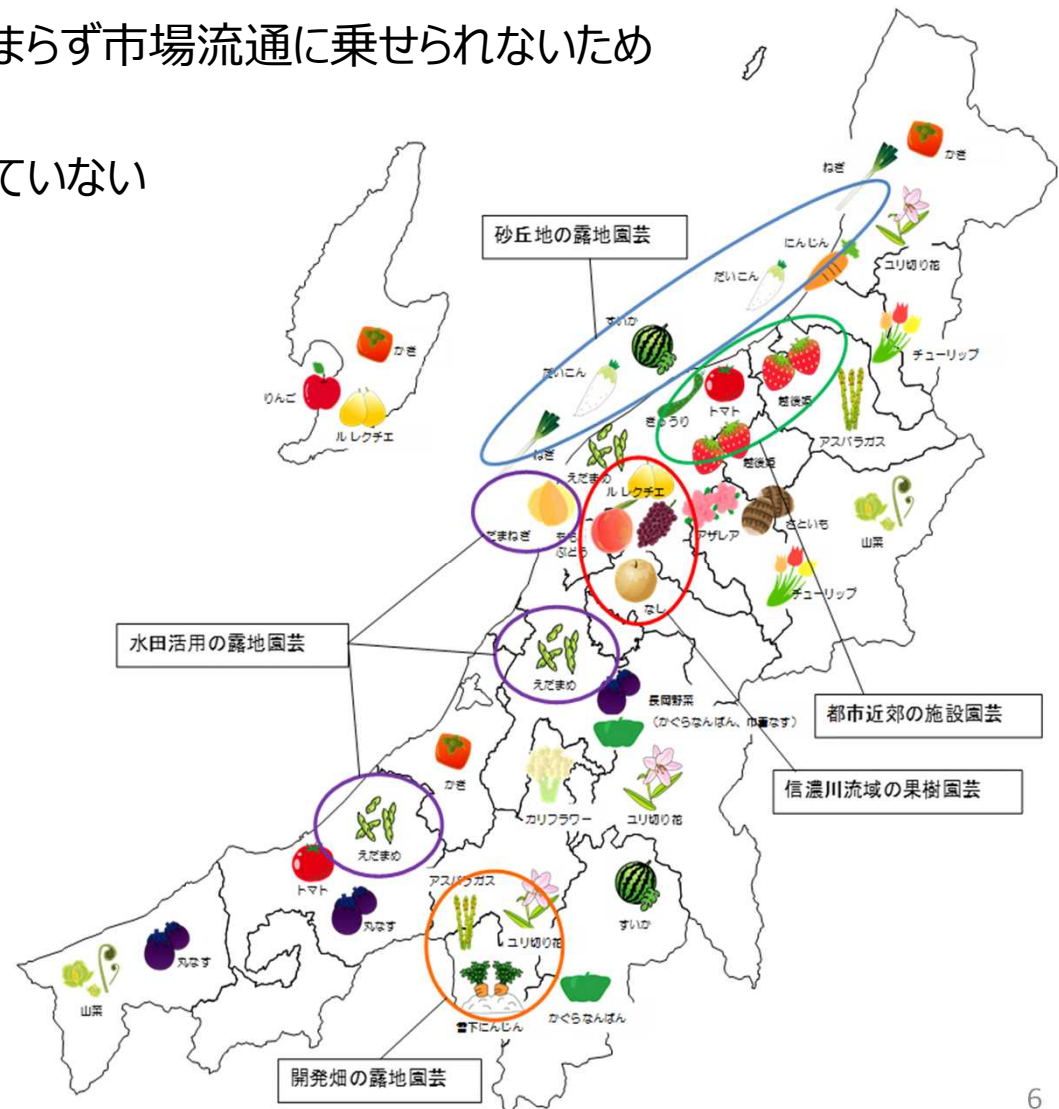 まらず市場流通に乗せられないため
ていない
かき
ねぎ
砂丘地の露地園芸
にんじん
ユリ切り花
だいこん
すいか
かき
チューリップ
りんご
だいこん
ル レクチエ
きゅうり
トマト
越後姫
アスパラガス
ねぎ
越後姫
えだまめ
ル レクチエ
山菜
だまねぎ
もも
ぶどう
アザレア
さといも
なし
チューリップ
水田活用の露地園芸
えだまめ
長岡野菜
（かぐらなんばん、巾着なす）
都市近郊の施設園芸
かき
信濃川流域の果樹園芸
カリフラワー
ユリ切り花
えだまめ
トマト
アスパラガス
丸なす
すいか
丸なす
ユリ切り花
山菜
雪下にんじん
かぐらなんばん
開発畑の露地園芸
6